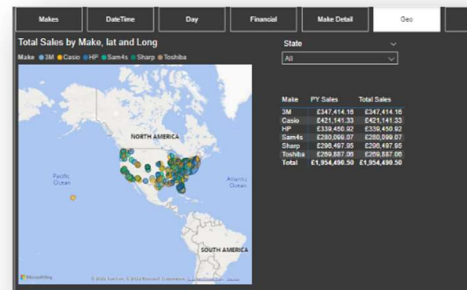 Makes DateTime Day Financial Make Detail Geo
Total Sales by Make, lat and Long
Make 3M Casio HP Sam4s Sharp Toshiba
State
All
NORTH AMERICA
Pacific
Ocean
Atlantic
Ocean
SOUTH AMERICA
Make PY Sales Total Sales
3M £347,414.16 £347,414.16
Casio £421,141.33 £421,141.33
HP £339,450.92 £339,450.92
Sam4s £280,099.07 £280,099.07
Sharp £296,497.95 £296,497.95
Toshiba £269,887.06 £269,887.06
Total £1,954,490.50 £1,954,490.50